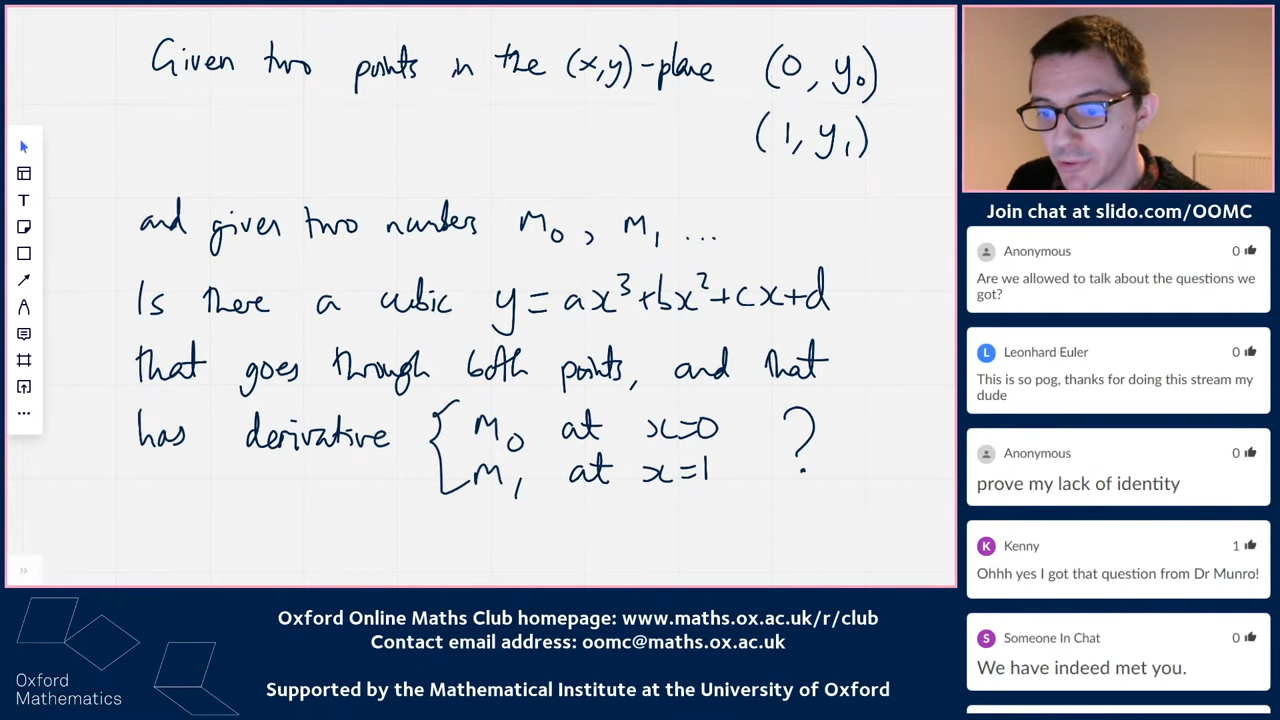 Given two points in the (x,y)-plane (0, y₀)
(1, y₁)
and given two numbers m₀, m₁ ...
Is there a cubic y = ax³+bx²+cx+d
that goes through both points, and that
has derivative { m₀ at x=0 ?
m₁ at x=1
T
...
»
Join chat at slido.com/OOMC
Anonymous 0
Are we allowed to talk about the questions we
got?
L Leonhard Euler 0
This is so pog, thanks for doing this stream my
dude
Anonymous 0
prove my lack of identity
K Kenny 1
Ohhh yes I got that question from Dr Munro!
S Someone In Chat 0
We have indeed met you.
Oxford
Mathematics
Oxford Online Maths Club homepage: www.maths.ox.ac.uk/r/club
Contact email address: oomc@maths.ox.ac.uk
Supported by the Mathematical Institute at the University of Oxford